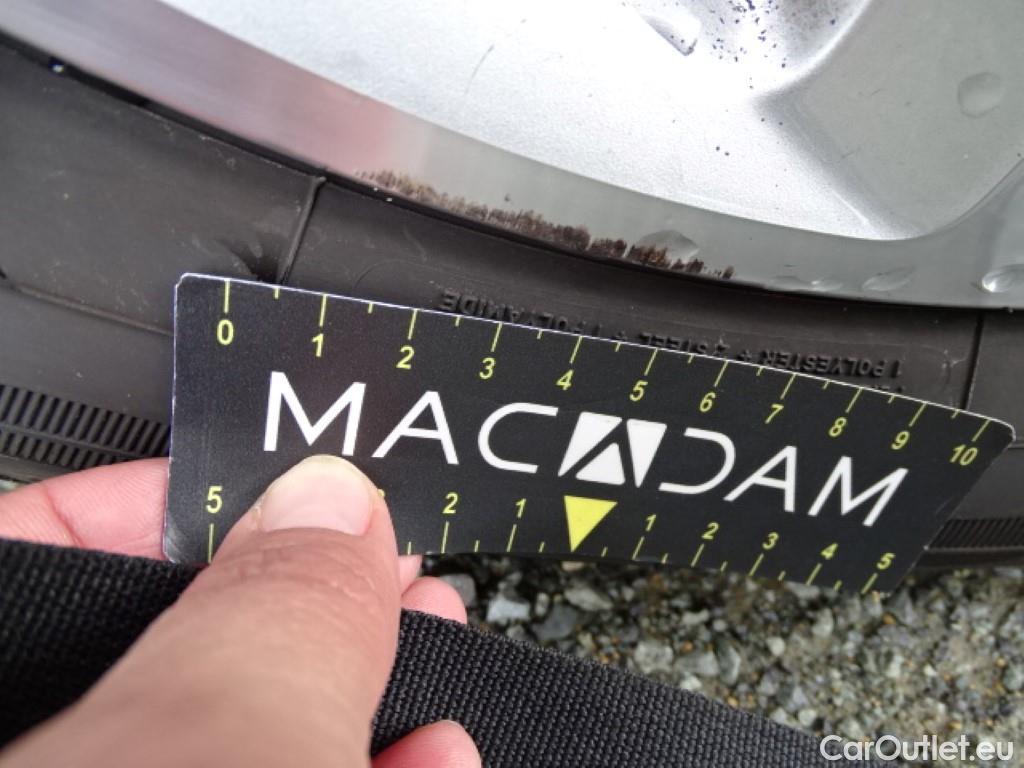 1 POLYESTER + 2 STEEL + 1 POLYAMIDE
0 1 2 3 4 5 6 7 8 9 10
MACADAM
5 2 1 1 2 3 4 5
CarOutlet.eu